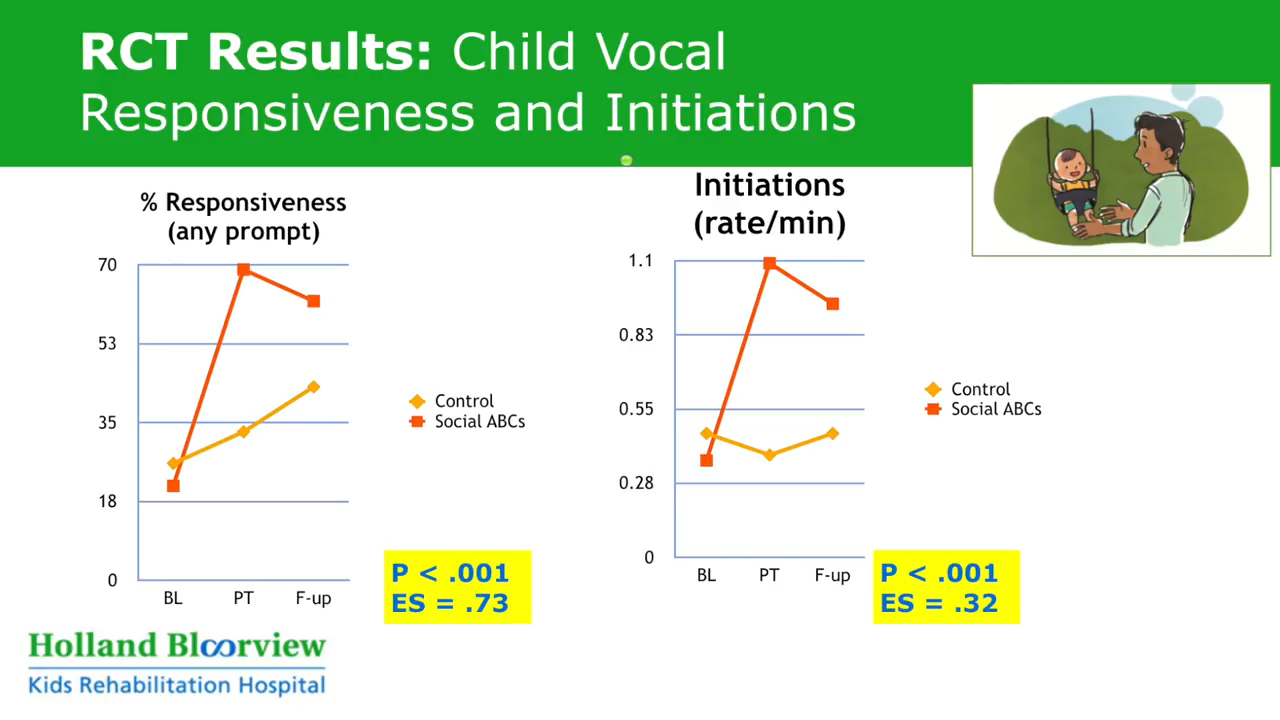 RCT Results: Child Vocal
Responsiveness and Initiations
% Responsiveness
(any prompt)
70
53
35
18
0
BL PT F-up
Control
Social ABCs
P < .001
ES = .73
Initiations
(rate/min)
1.1
0.83
0.55
0.28
0
BL PT F-up
Control
Social ABCs
P < .001
ES = .32
Holland Bloorview
Kids Rehabilitation Hospital